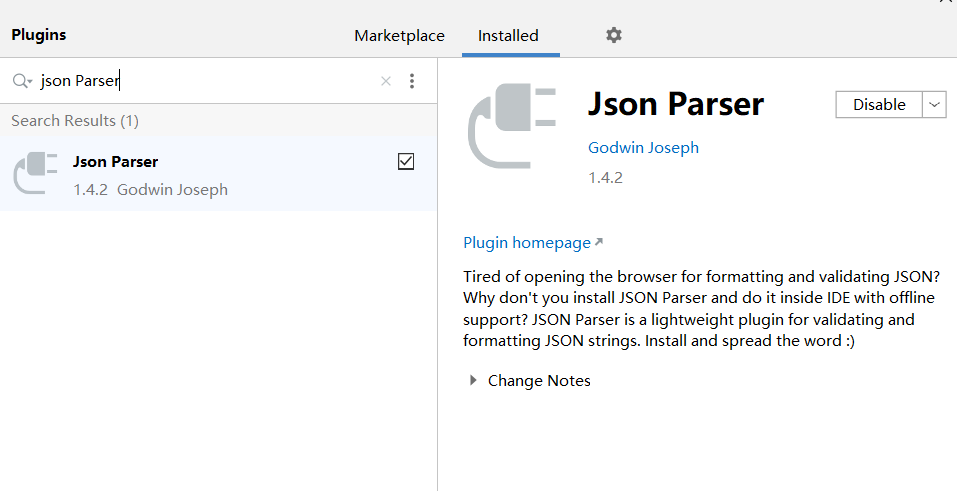 Plugins
Marketplace
Installed
json Parser
Search Results (1)
Json Parser
1.4.2 Godwin Joseph
Json Parser
Disable
Godwin Joseph
1.4.2
Plugin homepage
Tired of opening the browser for formatting and validating JSON?
Why don't you install JSON Parser and do it inside IDE with offline
support? JSON Parser is a lightweight plugin for validating and
formatting JSON strings. Install and spread the word :)
Change Notes